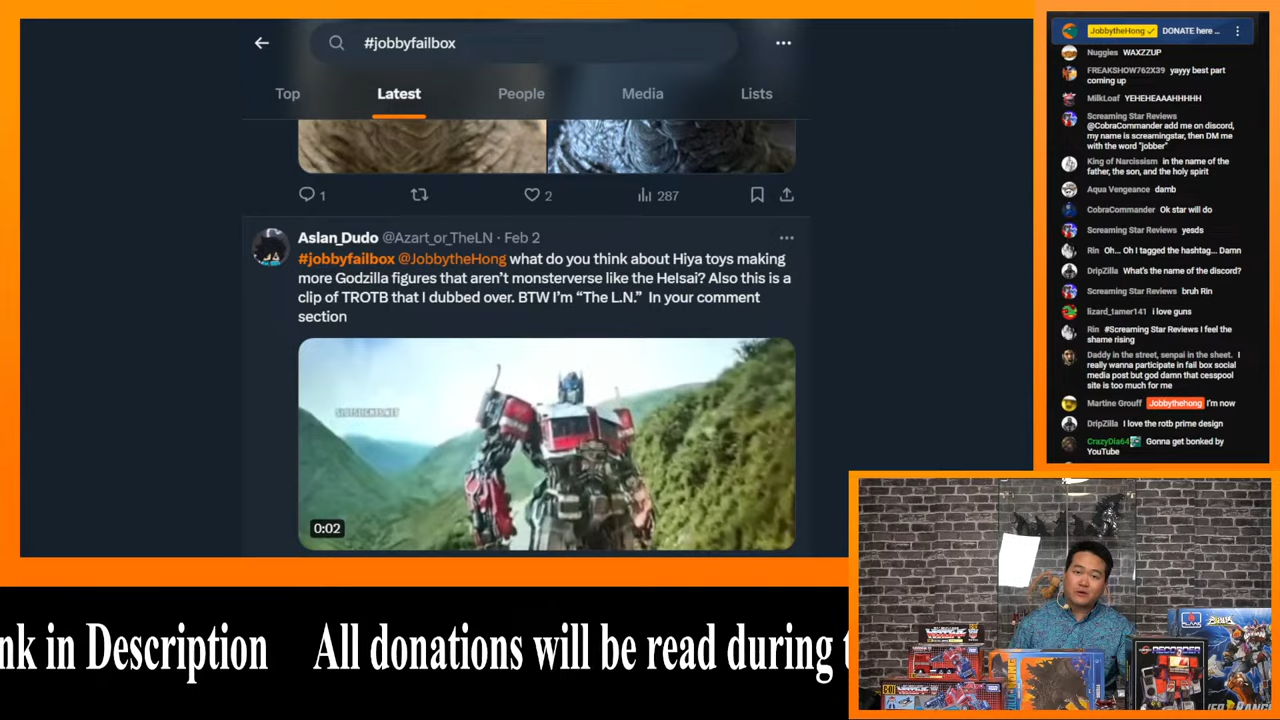 #jobbyfailbox
Top
Latest
People
Media
Lists
1
2
287
Aslan_Dudo @Azart_or_TheLN · Feb 2
#jobbyfailbox @JobbytheHong what do you think about Hiya toys making
more Godzilla figures that aren't monsterverse like the HeIsai? Also this is a
clip of TROTB that I dubbed over. BTW I'm "The L.N." In your comment
section
0:02
JobbytheHong DONATE here ...
Nuggies WAXZZUP
FREAKSHOW762X39 yayyy best part
coming up
MilkLoaf YEHEHEAAAHHHHH
Screaming Star Reviews
@CobraCommander add me on discord,
my name is screamingstar, then DM me
with the word "jobber"
King of Narcissism in the name of the
father, the son, and the holy spirit
Aqua Vengeance damb
CobraCommander Ok star will do
Screaming Star Reviews yesds
Rin Oh... Oh I tagged the hashtag... Damn
DripZilla What's the name of the discord?
Screaming Star Reviews bruh Rin
lizard_tamer141 i love guns
Rin #Screaming Star Reviews I feel the
shame rising
Daddy in the street, senpai in the sheet. I
really wanna participate in fail box social
media post but god damn that cesspool
site is too much for me
Martine Grouff Jobbythehong I'm now
DripZilla I love the rotb prime design
CrazyDia64 Gonna get bonked by
YouTube
RECORDER
nk in Description All donations will be read during t